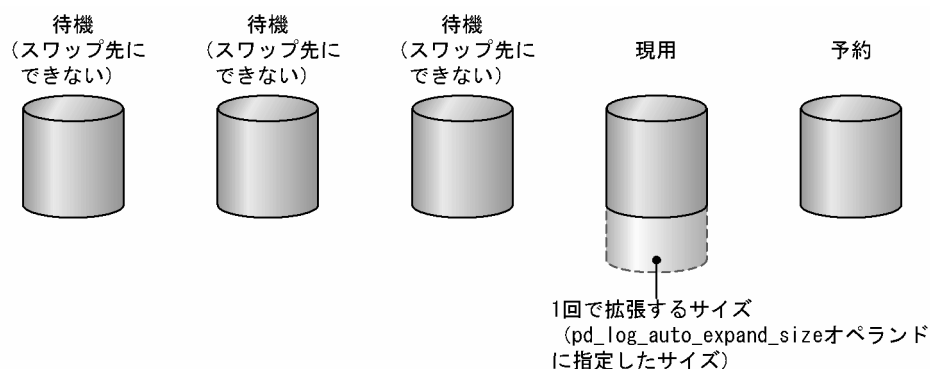 待機
（スワップ先に
できない）
待機
（スワップ先に
できない）
待機
（スワップ先に
できない）
現用
予約
1回で拡張するサイズ
（pd_log_auto_expand_sizeオペランド
に指定したサイズ）